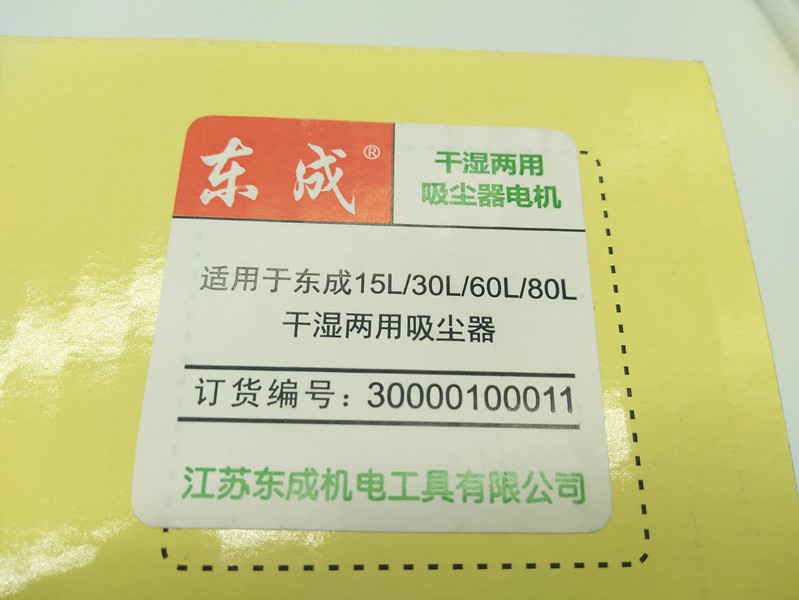 东成®
干湿两用
吸尘器电机
适用于东成15L/30L/60L/80L
干湿两用吸尘器
订货编号：30000100011
江苏东成机电工具有限公司